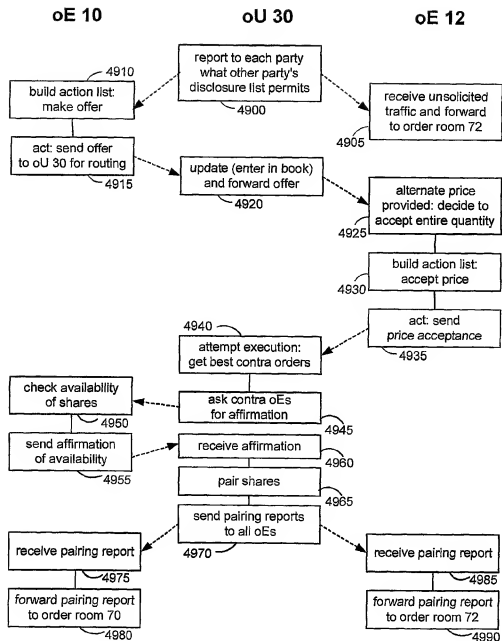 oE 10
oU 30
oE 12
report to each party
what other party's
disclosure list permits
4900
4910
build action list:
make offer
receive unsolicited
traffic and forward
to order room 72
4905
act: send offer
to oU 30 for routing
4915
update (enter in book)
and forward offer
4920
alternate price
provided: decide to
accept entire quantity
4925
build action list:
accept price
4930
act: send
price acceptance
4935
4940
attempt execution:
get best contra orders
check availability
of shares
4950
ask contra oEs
for affirmation
4945
send affirmation
of availability
4955
receive affirmation
4960
pair shares
4965
send pairing reports
to all oEs
4970
receive pairing report
4975
receive pairing report
4985
forward pairing report
to order room 70
4980
forward pairing report
to order room 72
4990